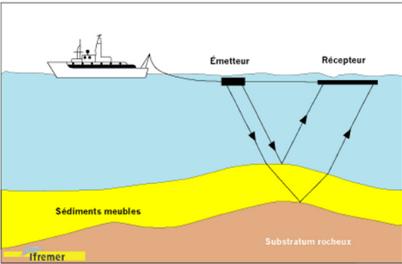 Émetteur
Récepteur
Sédiments meubles
Substratum rocheux
Ifremer